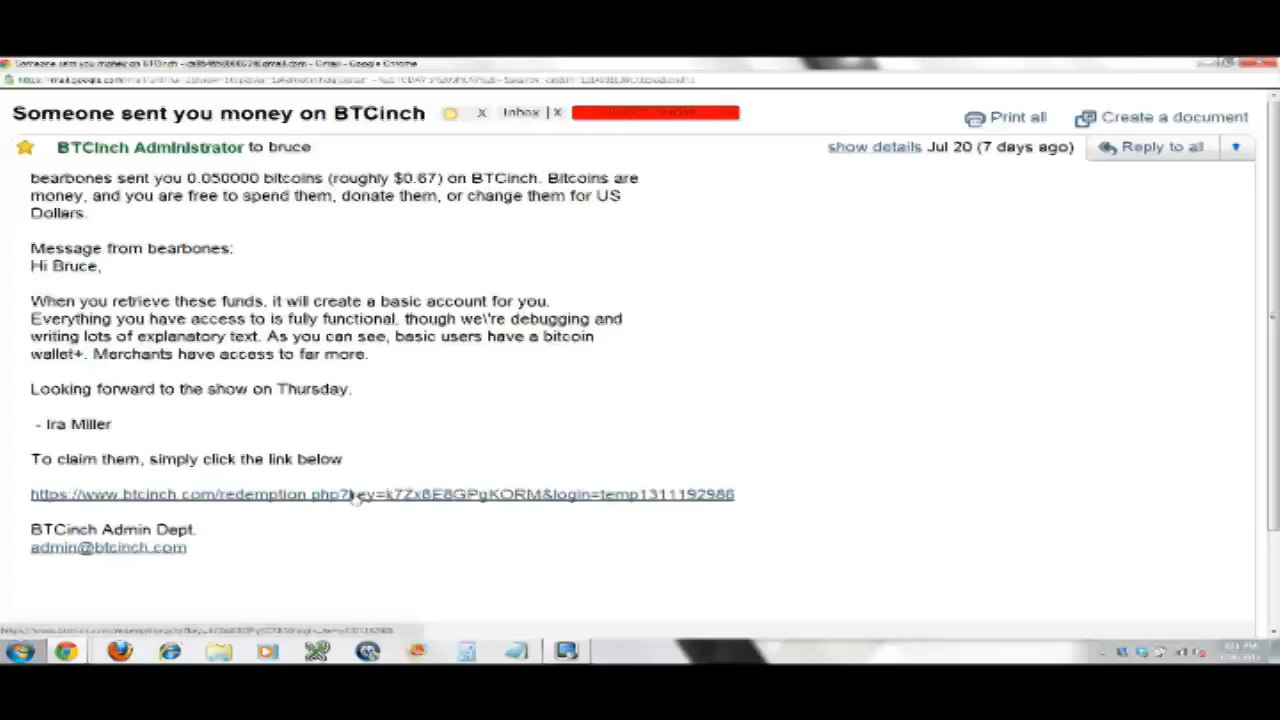 Someone sent you money on BTCinch
Someone sent you money on BTCinch x Inbox | x
Print all Create a document
BTCinch Administrator to bruce
show details Jul 20 (7 days ago) Reply to all
bearbones sent you 0.050000 bitcoins (roughly $0.67) on BTCinch. Bitcoins are
money, and you are free to spend them, donate them, or change them for US
Dollars.
Message from bearbones:
Hi Bruce,
When you retrieve these funds, it will create a basic account for you.
Everything you have access to is fully functional, though we\'re debugging and
writing lots of explanatory text. As you can see, basic users have a bitcoin
wallet+. Merchants have access to far more.
Looking forward to the show on Thursday.
- Ira Miller
To claim them, simply click the link below
https://www.btcinch.com/redemption.php?key=k7Zx8E8GPgKORM&login=temp1311192986
BTCinch Admin Dept.
admin@btcinch.com